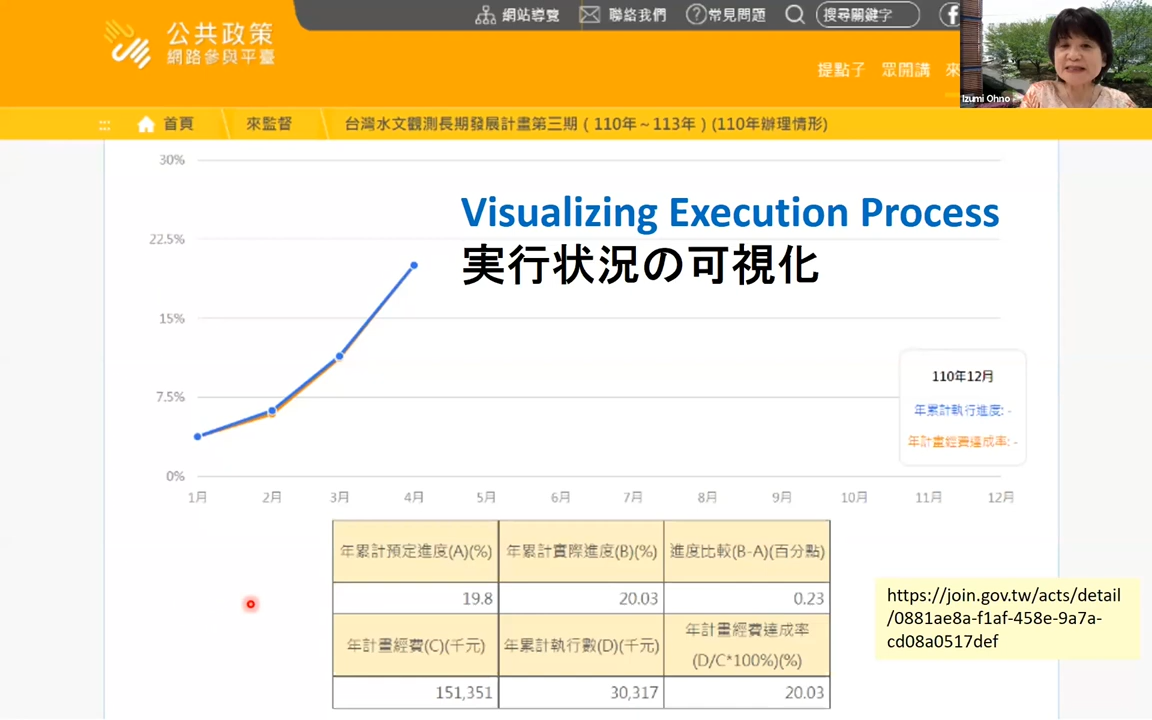 公共政策
網路參與平臺
網站導覽
聯絡我們
常見問題
搜尋關鍵字
提點子 眾開講 來
Izumi Ohno
首頁
來監督
台灣水文觀測長期發展計畫第三期 ( 110年～113年 ) (110年辦理情形)
Visualizing Execution Process
実行状況の可視化
30%
22.5%
15%
7.5%
0%
1月 2月 3月 4月 5月 6月 7月 8月 9月 10月 11月 12月
110年12月
年累計執行進度: -
年計畫經費達成率: -
年累計預定進度(A)(%) 年累計實際進度(B)(%) 進度比較(B-A)(百分點)
19.8 20.03 0.23
年計畫經費(C)(千元) 年累計執行數(D)(千元) 年計畫經費達成率
(D/C*100%)(%)
151,351 30,317 20.03
https://join.gov.tw/acts/detail
/0881ae8a-f1af-458e-9a7a-
cd08a0517def